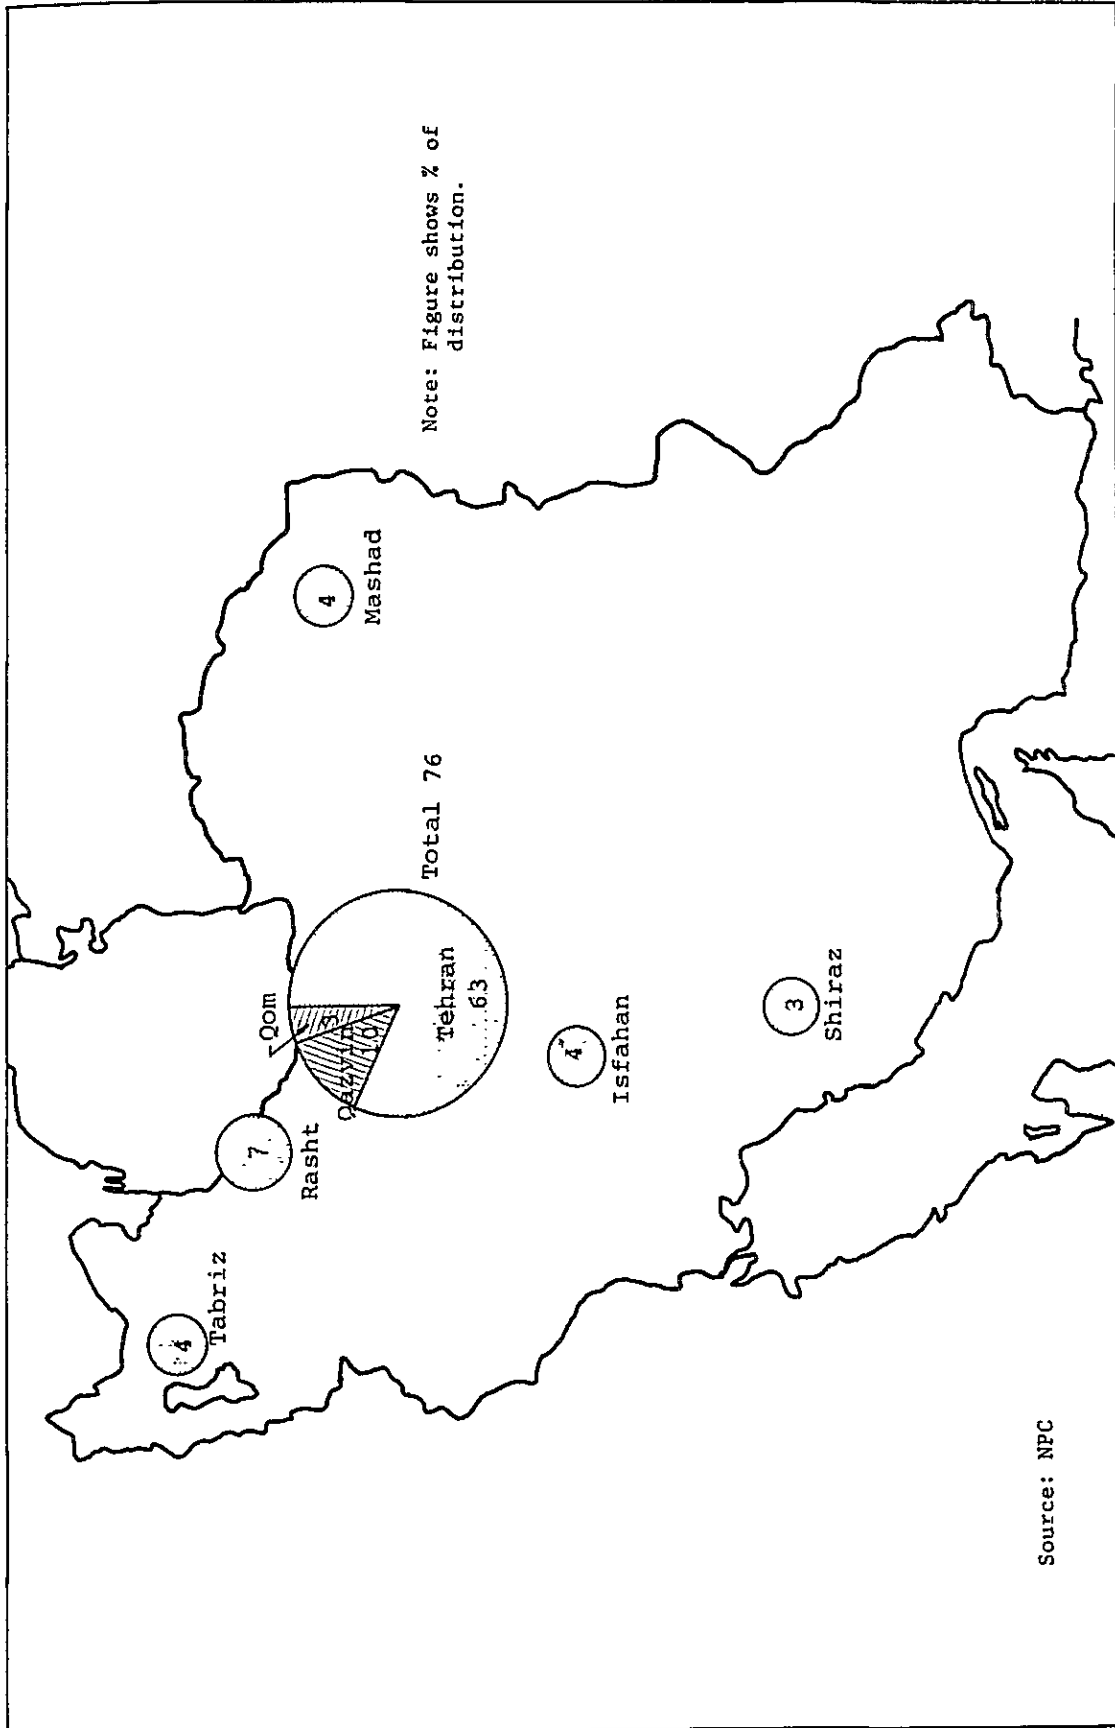 4
Tabriz
7
Rasht
Qom
3
Qazvin
10
Tehran
63
Total 76
4
Mashad
Note: Figure shows % of
distribution.
4
Isfahan
3
Shiraz
Source: NPC